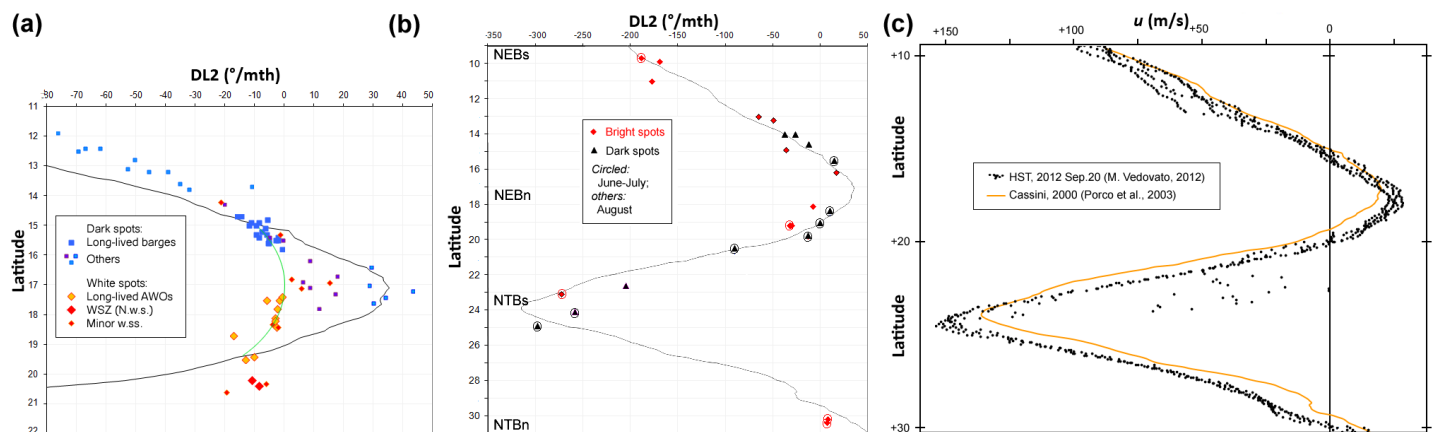 (a)
DL2 (°/mth)
-80 -70 -60 -50 -40 -30 -20 -10 0 10 20 30 40 50
11
12
13
14
15
16
17
18
19
20
21
22
Latitude
Dark spots:
Long-lived barges
Others
White spots:
Long-lived AWOs
WSZ (N.w.s.)
Minor w.ss.
(b)
DL2 (°/mth)
-350 -300 -250 -200 -150 -100 -50 0 50
NEBs
10
12
14
16
NEBn
18
20
22
NTBs
24
26
28
30
NTBn
Latitude
Bright spots
Dark spots
Circled:
June-July;
others:
August
(c)
u (m/s)
+150 +100 +50 0
+10
+20
+30
Latitude
Latitude
Latitude
HST, 2012 Sep.20 (M. Vedovato, 2012)
Cassini, 2000 (Porco et al., 2003)